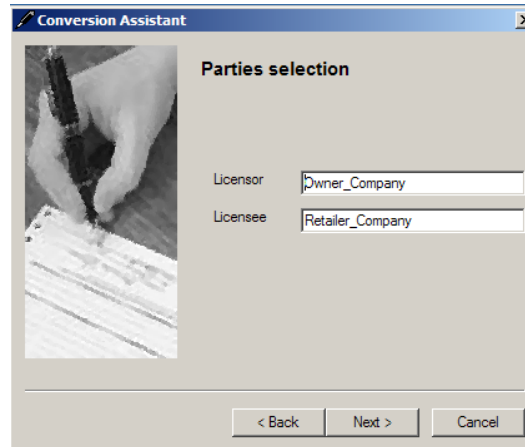 Conversion Assistant
Parties selection
Licensor Owner_Company
Licensee Retailer_Company
< Back Next > Cancel